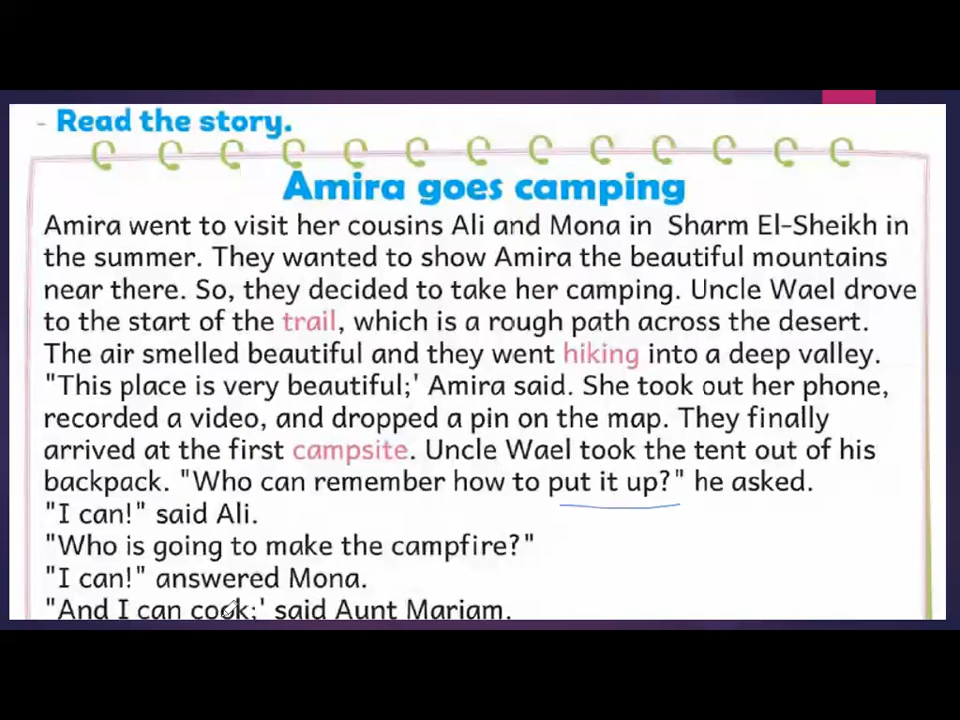 - Read the story.
Amira goes camping
Amira went to visit her cousins Ali and Mona in Sharm El-Sheikh in
the summer. They wanted to show Amira the beautiful mountains
near there. So, they decided to take her camping. Uncle Wael drove
to the start of the trail, which is a rough path across the desert.
The air smelled beautiful and they went hiking into a deep valley.
"This place is very beautiful;' Amira said. She took out her phone,
recorded a video, and dropped a pin on the map. They finally
arrived at the first campsite. Uncle Wael took the tent out of his
backpack. "Who can remember how to put it up?" he asked.
"I can!" said Ali.
"Who is going to make the campfire?"
"I can!" answered Mona.
"And I can cook;' said Aunt Mariam.